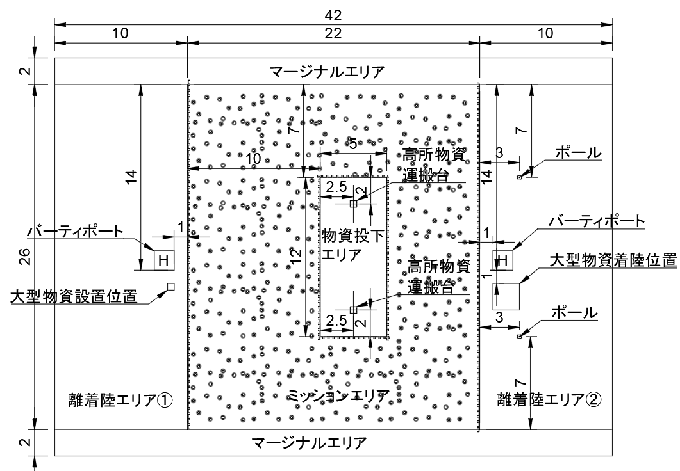 42
10
22
10
2
マージナルエリア
7
3
7
5
10
高所物資
運搬台
ポール
14
14
2.5
2
バーティポート
1
物資投下
エリア
1
バーティポート
H
H
26
12
大型物資着陸位置
大型物資設置位置
高所物資
運搬台
1
3
ポール
2.5
2
7
離着陸エリア①
ミッションエリア
離着陸エリア②
2
マージナルエリア